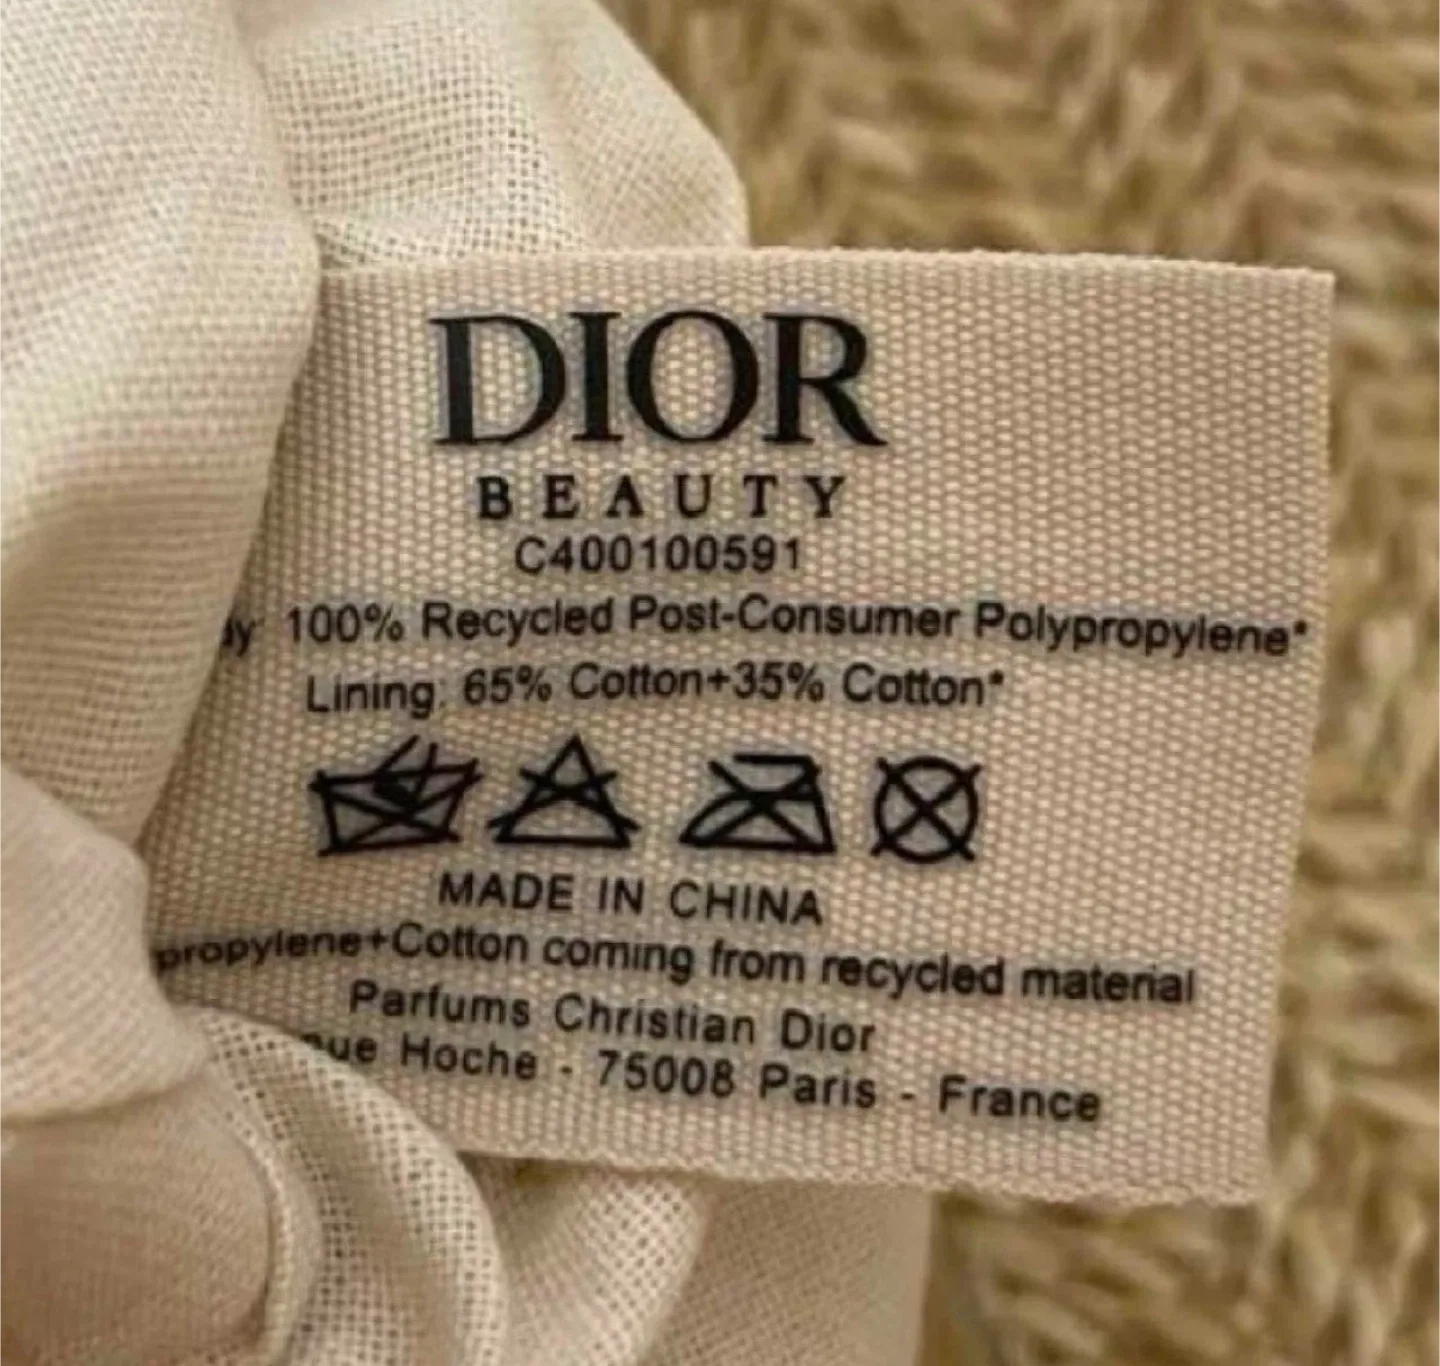 DIOR
BEAUTY
C400100591
100% Recycled Post-Consumer Polypropylene*
Lining: 65% Cotton+35% Cotton*
MADE IN CHINA
propylene+Cotton coming from recycled material
Parfums Christian Dior
Hoche - 75008 Paris - France